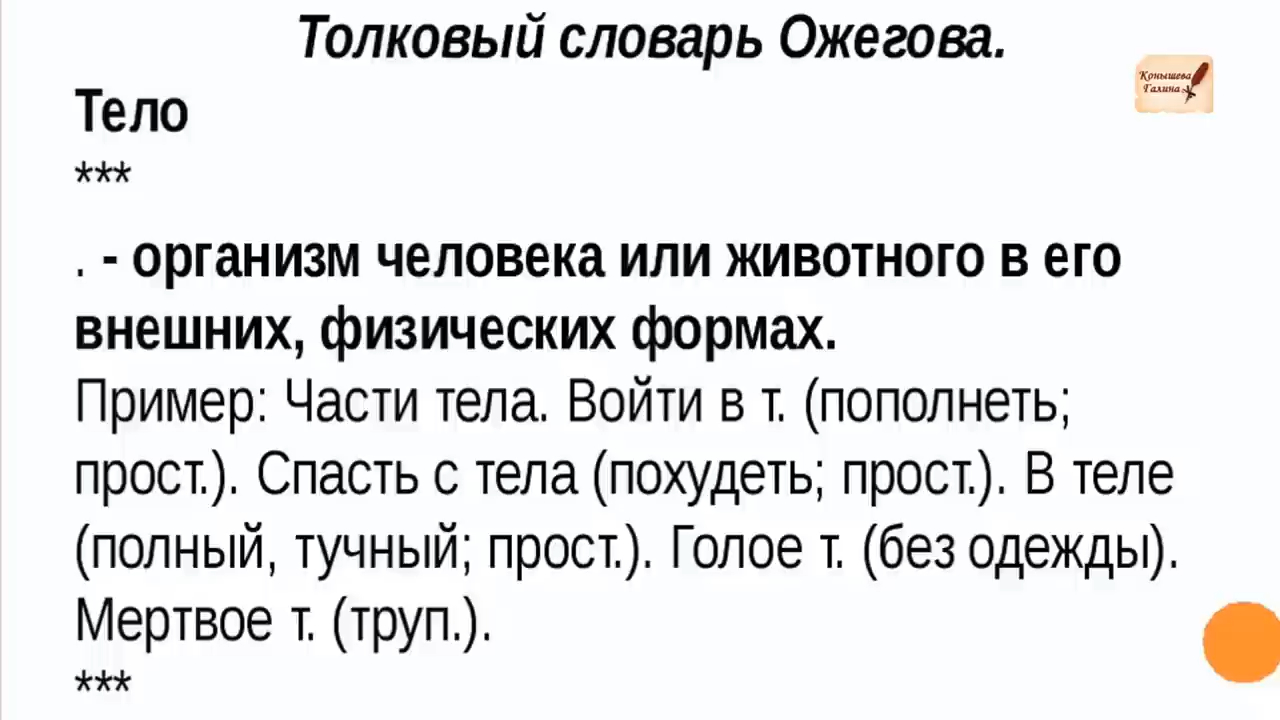 Толковый словарь Ожегова.
Конышева
Галина
Тело
***
. - организм человека или животного в его
внешних, физических формах.
Пример: Части тела. Войти в т. (пополнеть;
прост.). Спасть с тела (похудеть; прост.). В теле
(полный, тучный; прост.). Голое т. (без одежды).
Мертвое т. (труп.).
***